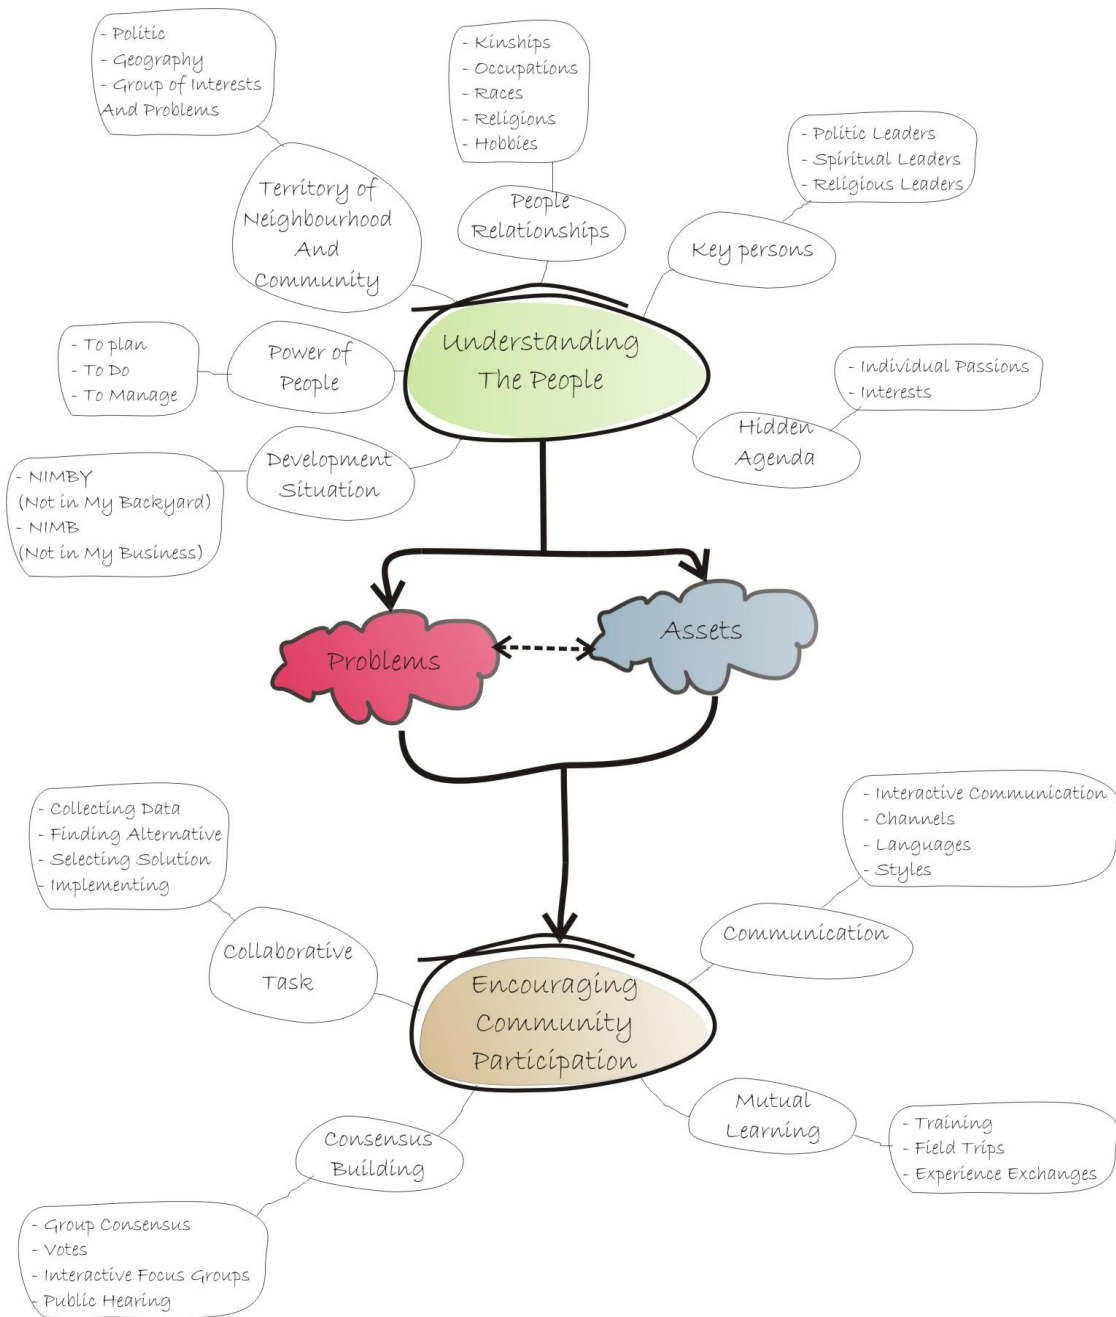 - Politic
- Geography
- Group of Interests
And Problems
- Kinships
- Occupations
- Races
- Religions
- Hobbies
- Politic Leaders
- Spiritual Leaders
- Religious Leaders
Territory of
Neighbourhood
And
Community
People
Relationships
Key persons
Understanding
The People
- To plan
- To Do
- To Manage
Power of
People
- Individual Passions
- Interests
Hidden
Agenda
Development
Situation
- NIMBY
(Not in My Backyard)
- NIMB
(Not in My Business)
Problems
Assets
- Collecting Data
- Finding Alternative
- Selecting Solution
- Implementing
- Interactive Communication
- Channels
- Languages
- Styles
Collaborative
Task
Communication
Encouraging
Community
Participation
Consensus
Building
Mutual
Learning
- Training
- Field Trips
- Experience Exchanges
- Group Consensus
- Votes
- Interactive Focus Groups
- Public Hearing